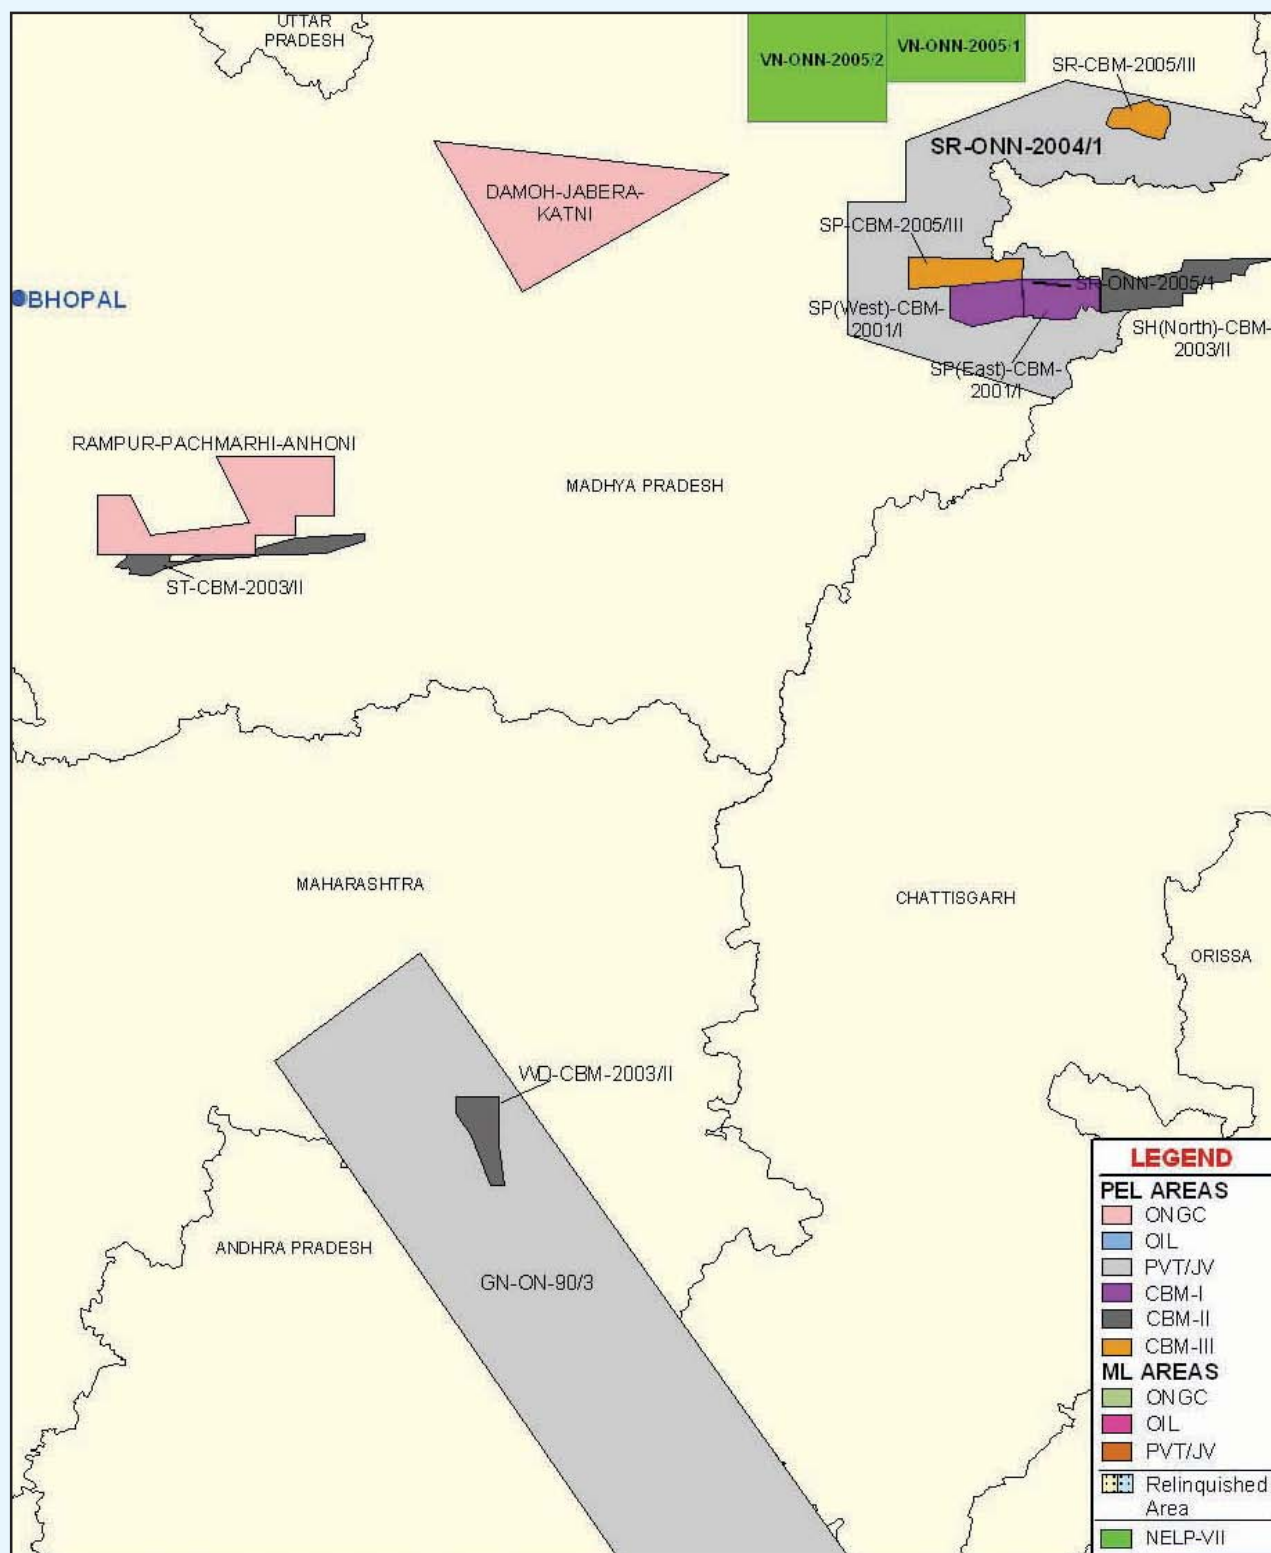 UTTAR
PRADESH
VN-ONN-2005/2
VN-ONN-2005/1
SR-CBM-2005/III
SR-ONN-2004/1
DAMOH-JABERA-
KATNI
SP-CBM-2005/III
BHOPAL
SR-ONN-2005/1
SP(West)-CBM-
2001/I
SH(North)-CBM-
2003/II
SP(East)-CBM-
2001/I
RAMPUR-PACHMARHI-ANHONI
MADHYA PRADESH
ST-CBM-2003/II
MAHARASHTRA
CHATTISGARH
ORISSA
WD-CBM-2003/II
ANDHRA PRADESH
GN-ON-90/3
LEGEND
PEL AREAS
ONGC
OIL
PVT/JV
CBM-I
CBM-II
CBM-III
ML AREAS
ONGC
OIL
PVT/JV
Relinquished
Area
NELP-VII